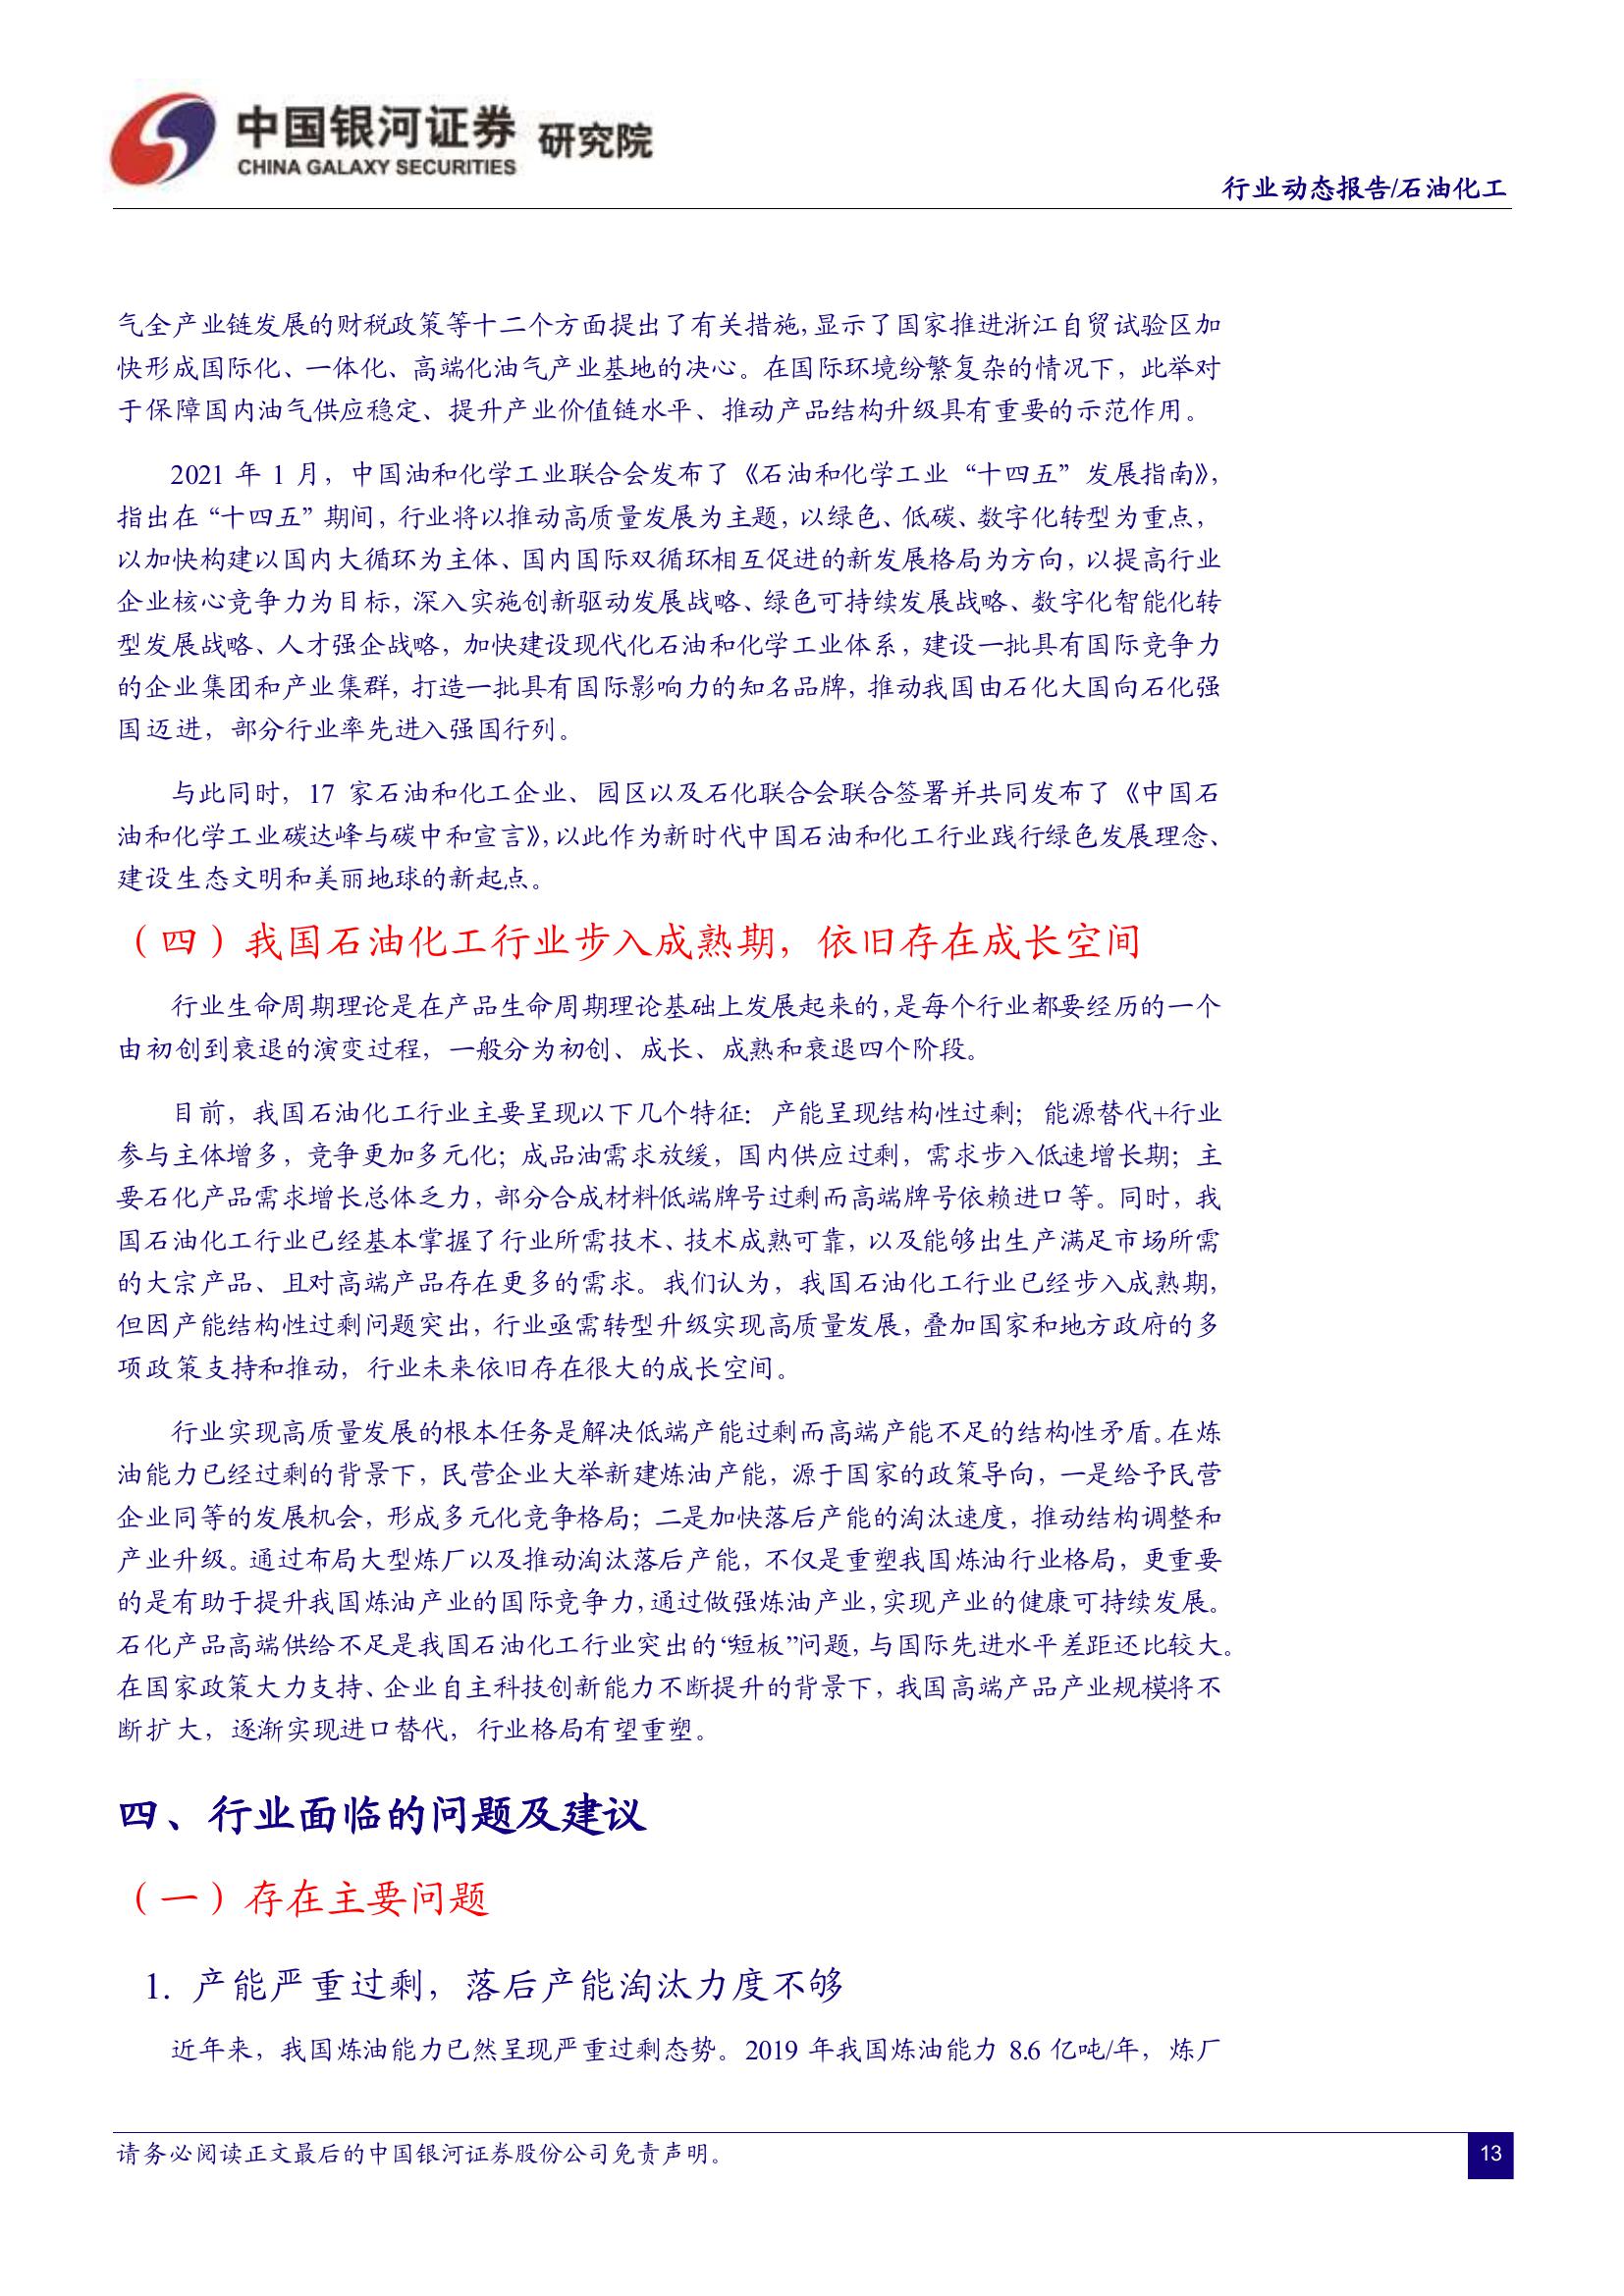 中国银河证券 研究院
CHINA GALAXY SECURITIES
行业动态报告/石油化工
气全产业链发展的财税政策等十二个方面提出了有关措施,显示了国家推进浙江自贸试验区加
快形成国际化、一体化、高端化油气产业基地的决心。在国际环境纷繁复杂的情况下，此举对
于保障国内油气供应稳定、提升产业价值链水平、推动产品结构升级具有重要的示范作用。
2021 年 1 月，中国油和化学工业联合会发布了《石油和化学工业“十四五”发展指南》，
指出在“十四五”期间，行业将以推动高质量发展为主题，以绿色、低碳、数字化转型为重点，
以加快构建以国内大循环为主体、国内国际双循环相互促进的新发展格局为方向，以提高行业
企业核心竞争力为目标，深入实施创新驱动发展战略、绿色可持续发展战略、数字化智能化转
型发展战略、人才强企战略，加快建设现代化石油和化学工业体系，建设一批具有国际竞争力
的企业集团和产业集群，打造一批具有国际影响力的知名品牌，推动我国由石化大国向石化强
国迈进，部分行业率先进入强国行列。
与此同时，17 家石油和化工企业、园区以及石化联合会联合签署并共同发布了《中国石
油和化学工业碳达峰与碳中和宣言》，以此作为新时代中国石油和化工行业践行绿色发展理念、
建设生态文明和美丽地球的新起点。
（四）我国石油化工行业步入成熟期，依旧存在成长空间
行业生命周期理论是在产品生命周期理论基础上发展起来的，是每个行业都要经历的一个
由初创到衰退的演变过程，一般分为初创、成长、成熟和衰退四个阶段。
目前，我国石油化工行业主要呈现以下几个特征：产能呈现结构性过剩；能源替代+行业
参与主体增多，竞争更加多元化；成品油需求放缓，国内供应过剩，需求步入低速增长期；主
要石化产品需求增长总体乏力，部分合成材料低端牌号过剩而高端牌号依赖进口等。同时，我
国石油化工行业已经基本掌握了行业所需技术、技术成熟可靠，以及能够出生产满足市场所需
的大宗产品、且对高端产品存在更多的需求。我们认为，我国石油化工行业已经步入成熟期，
但因产能结构性过剩问题突出，行业亟需转型升级实现高质量发展，叠加国家和地方政府的多
项政策支持和推动，行业未来依旧存在很大的成长空间。
行业实现高质量发展的根本任务是解决低端产能过剩而高端产能不足的结构性矛盾。在炼
油能力已经过剩的背景下，民营企业大举新建炼油产能，源于国家的政策导向，一是给予民营
企业同等的发展机会，形成多元化竞争格局；二是加快落后产能的淘汰速度，推动结构调整和
产业升级。通过布局大型炼厂以及推动淘汰落后产能，不仅是重塑我国炼油行业格局，更重要
的是有助于提升我国炼油产业的国际竞争力，通过做强炼油产业，实现产业的健康可持续发展。
石化产品高端供给不足是我国石油化工行业突出的“短板”问题，与国际先进水平差距还比较大。
在国家政策大力支持、企业自主科技创新能力不断提升的背景下，我国高端产品产业规模将不
断扩大，逐渐实现进口替代，行业格局有望重塑。
四、行业面临的问题及建议
（一）存在主要问题
1. 产能严重过剩，落后产能淘汰力度不够
近年来，我国炼油能力已然呈现严重过剩态势。2019 年我国炼油能力 8.6 亿吨/年，炼厂
请务必阅读正文最后的中国银河证券股份公司免责声明。
13